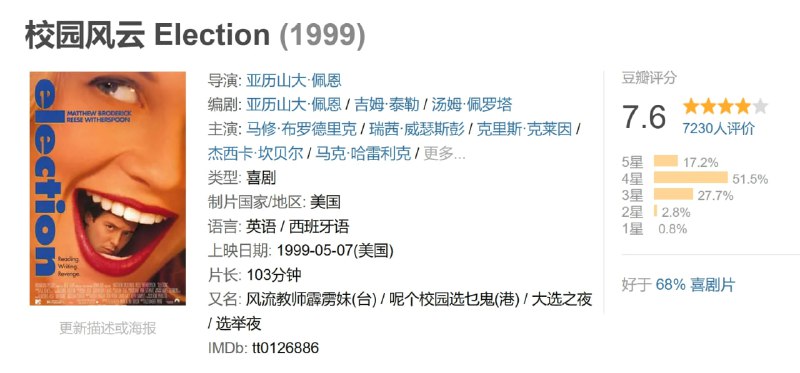 校园风云 Election (1999)
election
MATTHEW BRODERICK
REESE WITHERSPOON
Reading
Writing.
Revenge.
更新描述或海报
导演: 亚历山大·佩恩
编剧: 亚历山大·佩恩 / 吉姆·泰勒 / 汤姆·佩罗塔
主演: 马修·布罗德里克 / 瑞茜·威瑟斯彭 / 克里斯·克莱因 /
杰西卡·坎贝尔 / 马克·哈雷利克 / 更多...
类型: 喜剧
制片国家/地区: 美国
语言: 英语 / 西班牙语
上映日期: 1999-05-07(美国)
片长: 103分钟
又名: 风流教师霹雳妹(台) / 呢个校园选乜鬼(港) / 大选之夜
/ 选举夜
IMDb: tt0126886
豆瓣评分
7.6
7230人评价
5星 17.2%
4星 51.5%
3星 27.7%
2星 2.8%
1星 0.8%
好于 68% 喜剧片